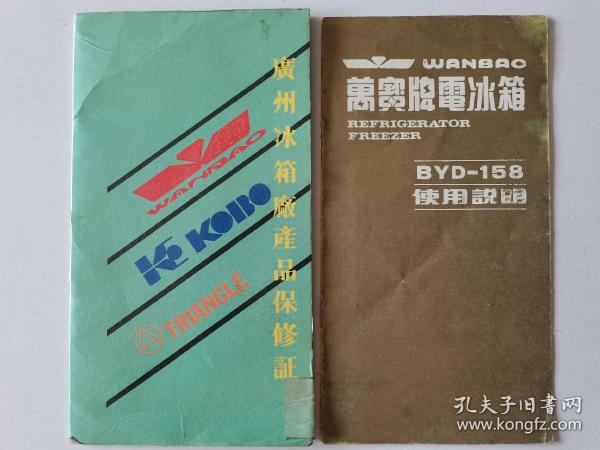 WANBAO
KOBO
TRIANGLE
廣州冰箱廠產品保修証
WANBAO
萬寶牌電冰箱
REFRIGERATOR
FREEZER
BYD-158
使用説明
孔夫子旧书网
www.kongfz.com